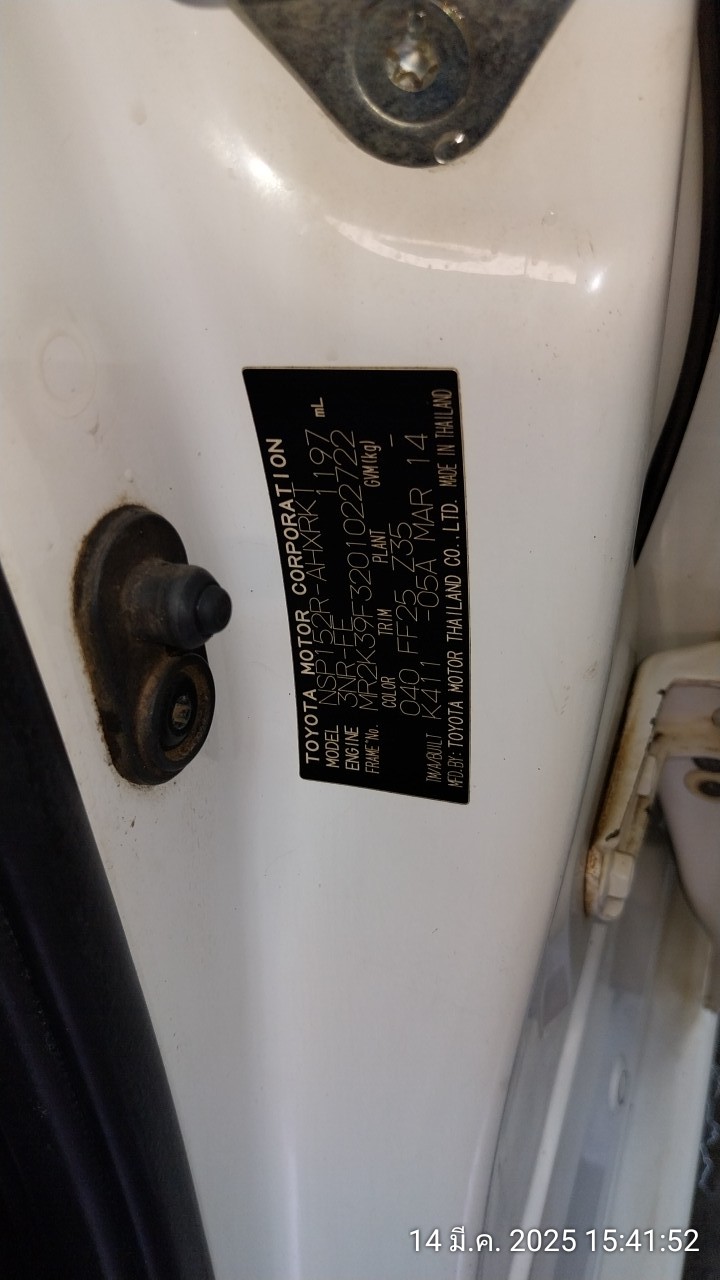 TOYOTA MOTOR CORPORATION
MODEL NSP152R-AHXRKT 1197 mL
ENGINE 3NR-FE
FRAME No. MR2K39F3201022722
COLOR TRIM PLANT GVM(kg)
040 FF25 Z35 -
TM/A/BUILT K411 -05A MAR 14
MFD.BY: TOYOTA MOTOR THAILAND CO.,LTD. MADE IN THAILAND
14 มี.ค. 2025 15:41:52